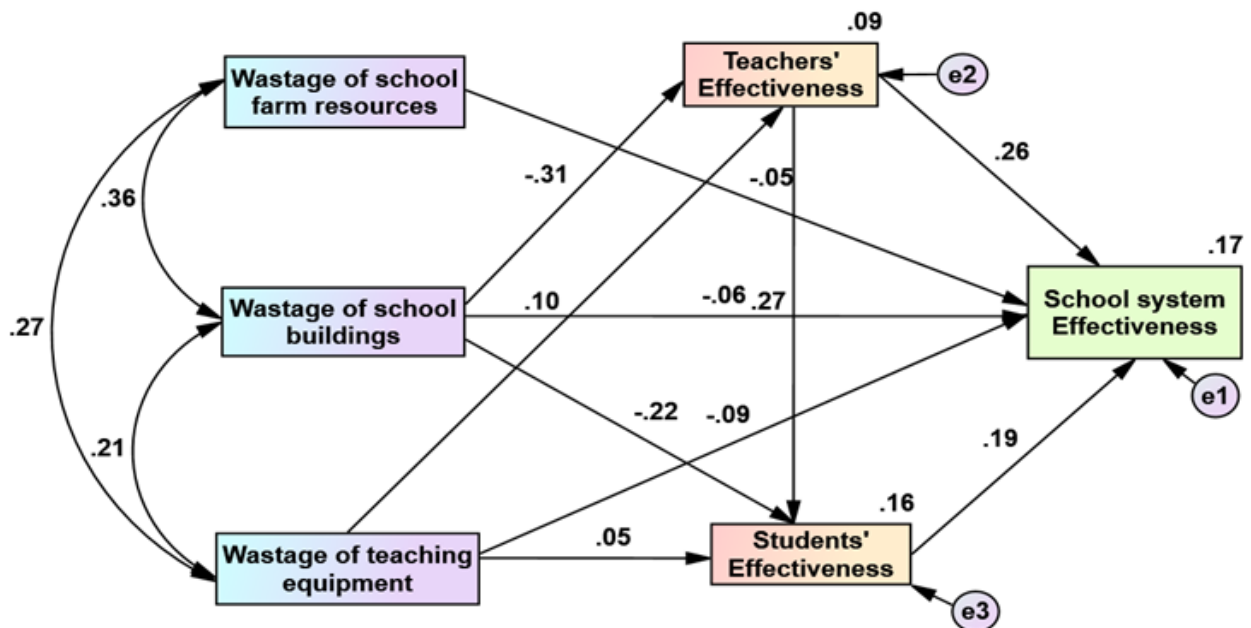 .09
Wastage of school
farm resources
Teachers'
Effectiveness
e2
.36
-.31
-.05
.26
.17
.27
Wastage of school
buildings
.10
-.06
.27
School system
Effectiveness
e1
.21
-.22
-.09
.19
.16
Wastage of teaching
equipment
.05
Students'
Effectiveness
e3